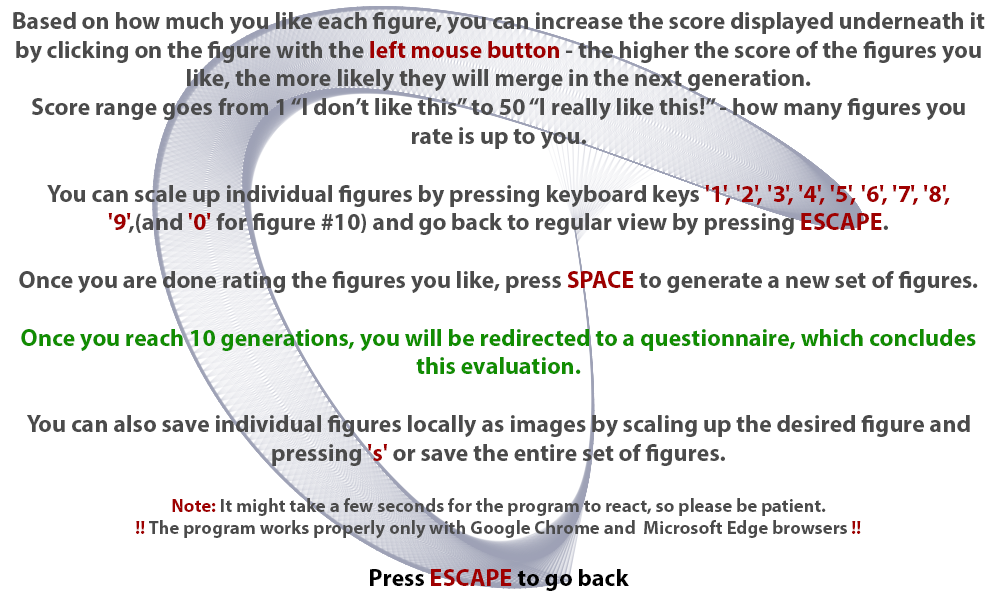 Based on how much you like each figure, you can increase the score displayed underneath it
by clicking on the figure with the left mouse button - the higher the score of the figures you
like, the more likely they will merge in the next generation.
Score range goes from 1 “I don’t like this” to 50 “I really like this!” - how many figures you
rate is up to you.
You can scale up individual figures by pressing keyboard keys '1', '2', '3', '4', '5', '6', '7', '8',
'9',(and '0' for figure #10) and go back to regular view by pressing ESCAPE.
Once you are done rating the figures you like, press SPACE to generate a new set of figures.
Once you reach 10 generations, you will be redirected to a questionnaire, which concludes
this evaluation.
You can also save individual figures locally as images by scaling up the desired figure and
pressing 's' or save the entire set of figures.
Note: It might take a few seconds for the program to react, so please be patient.
!! The program works properly only with Google Chrome and  Microsoft Edge browsers !!
Press ESCAPE to go back